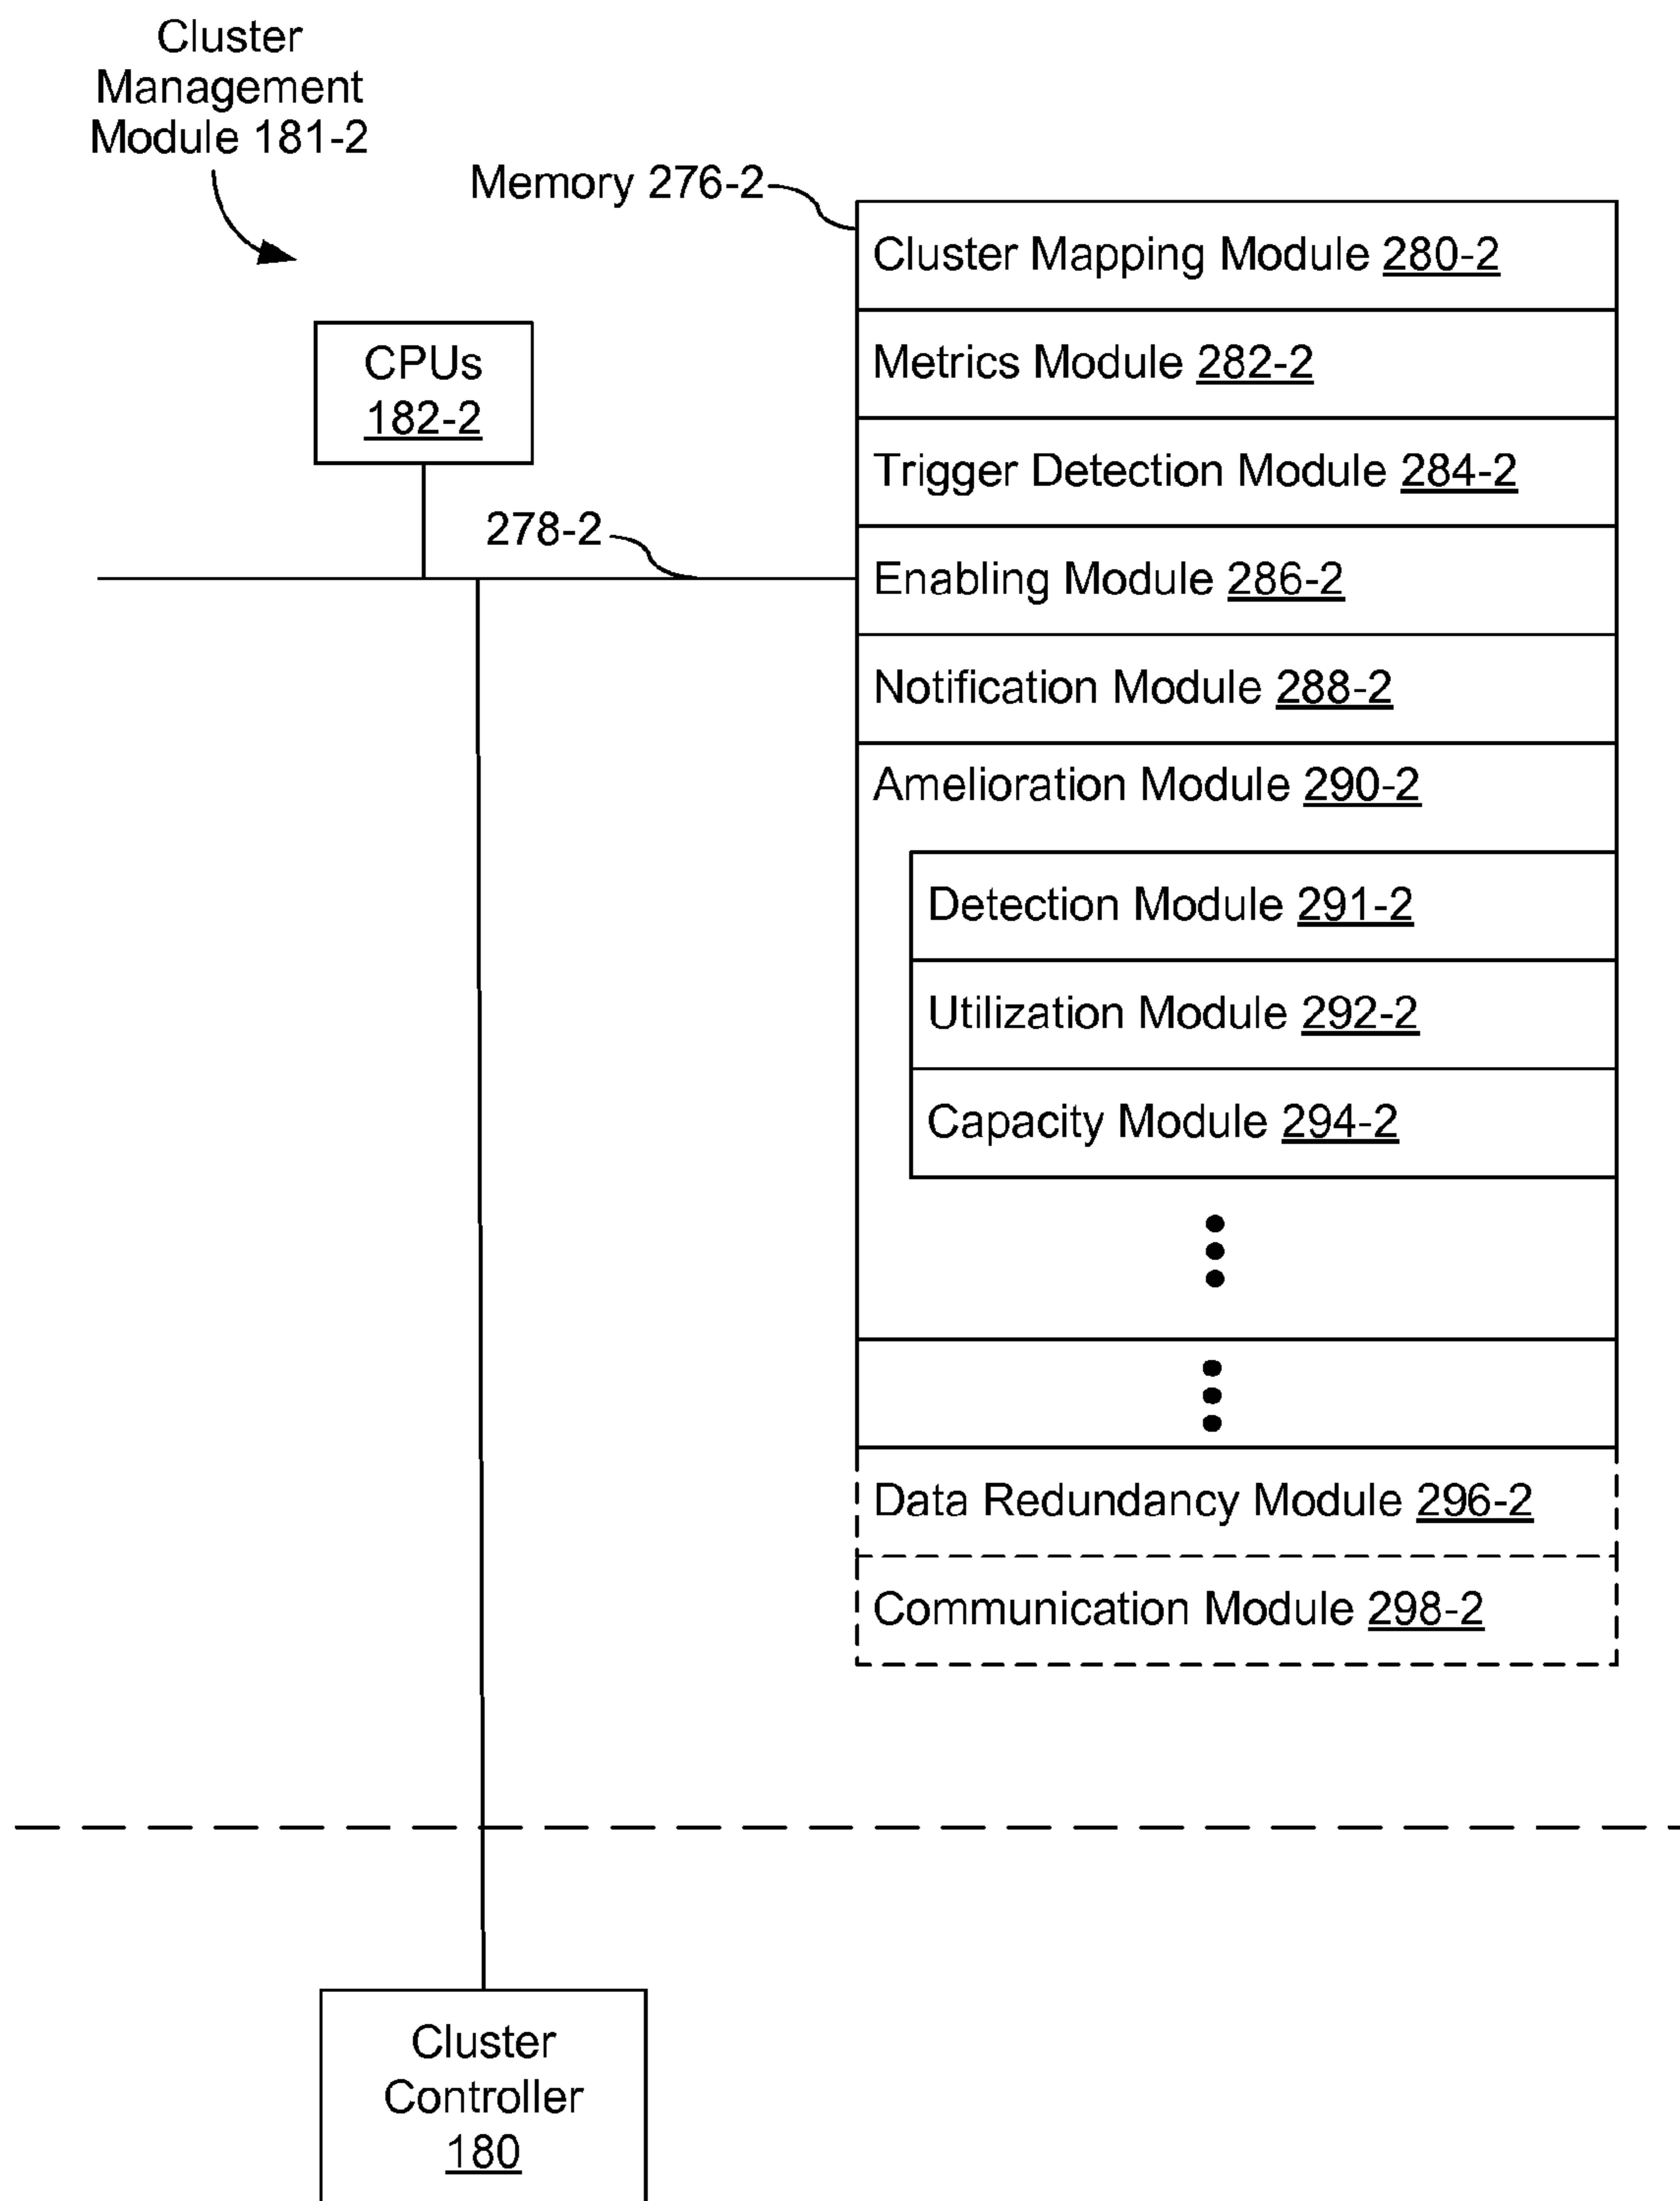 Cluster
Management
Module 181-2
Memory 276-2
Cluster Mapping Module 280-2
CPUs
182-2
Metrics Module 282-2
Trigger Detection Module 284-2
278-2
Enabling Module 286-2
Notification Module 288-2
Amelioration Module 290-2
Detection Module 291-2
Utilization Module 292-2
Capacity Module 294-2
Data Redundancy Module 296-2
Communication Module 298-2
Cluster
Controller
180